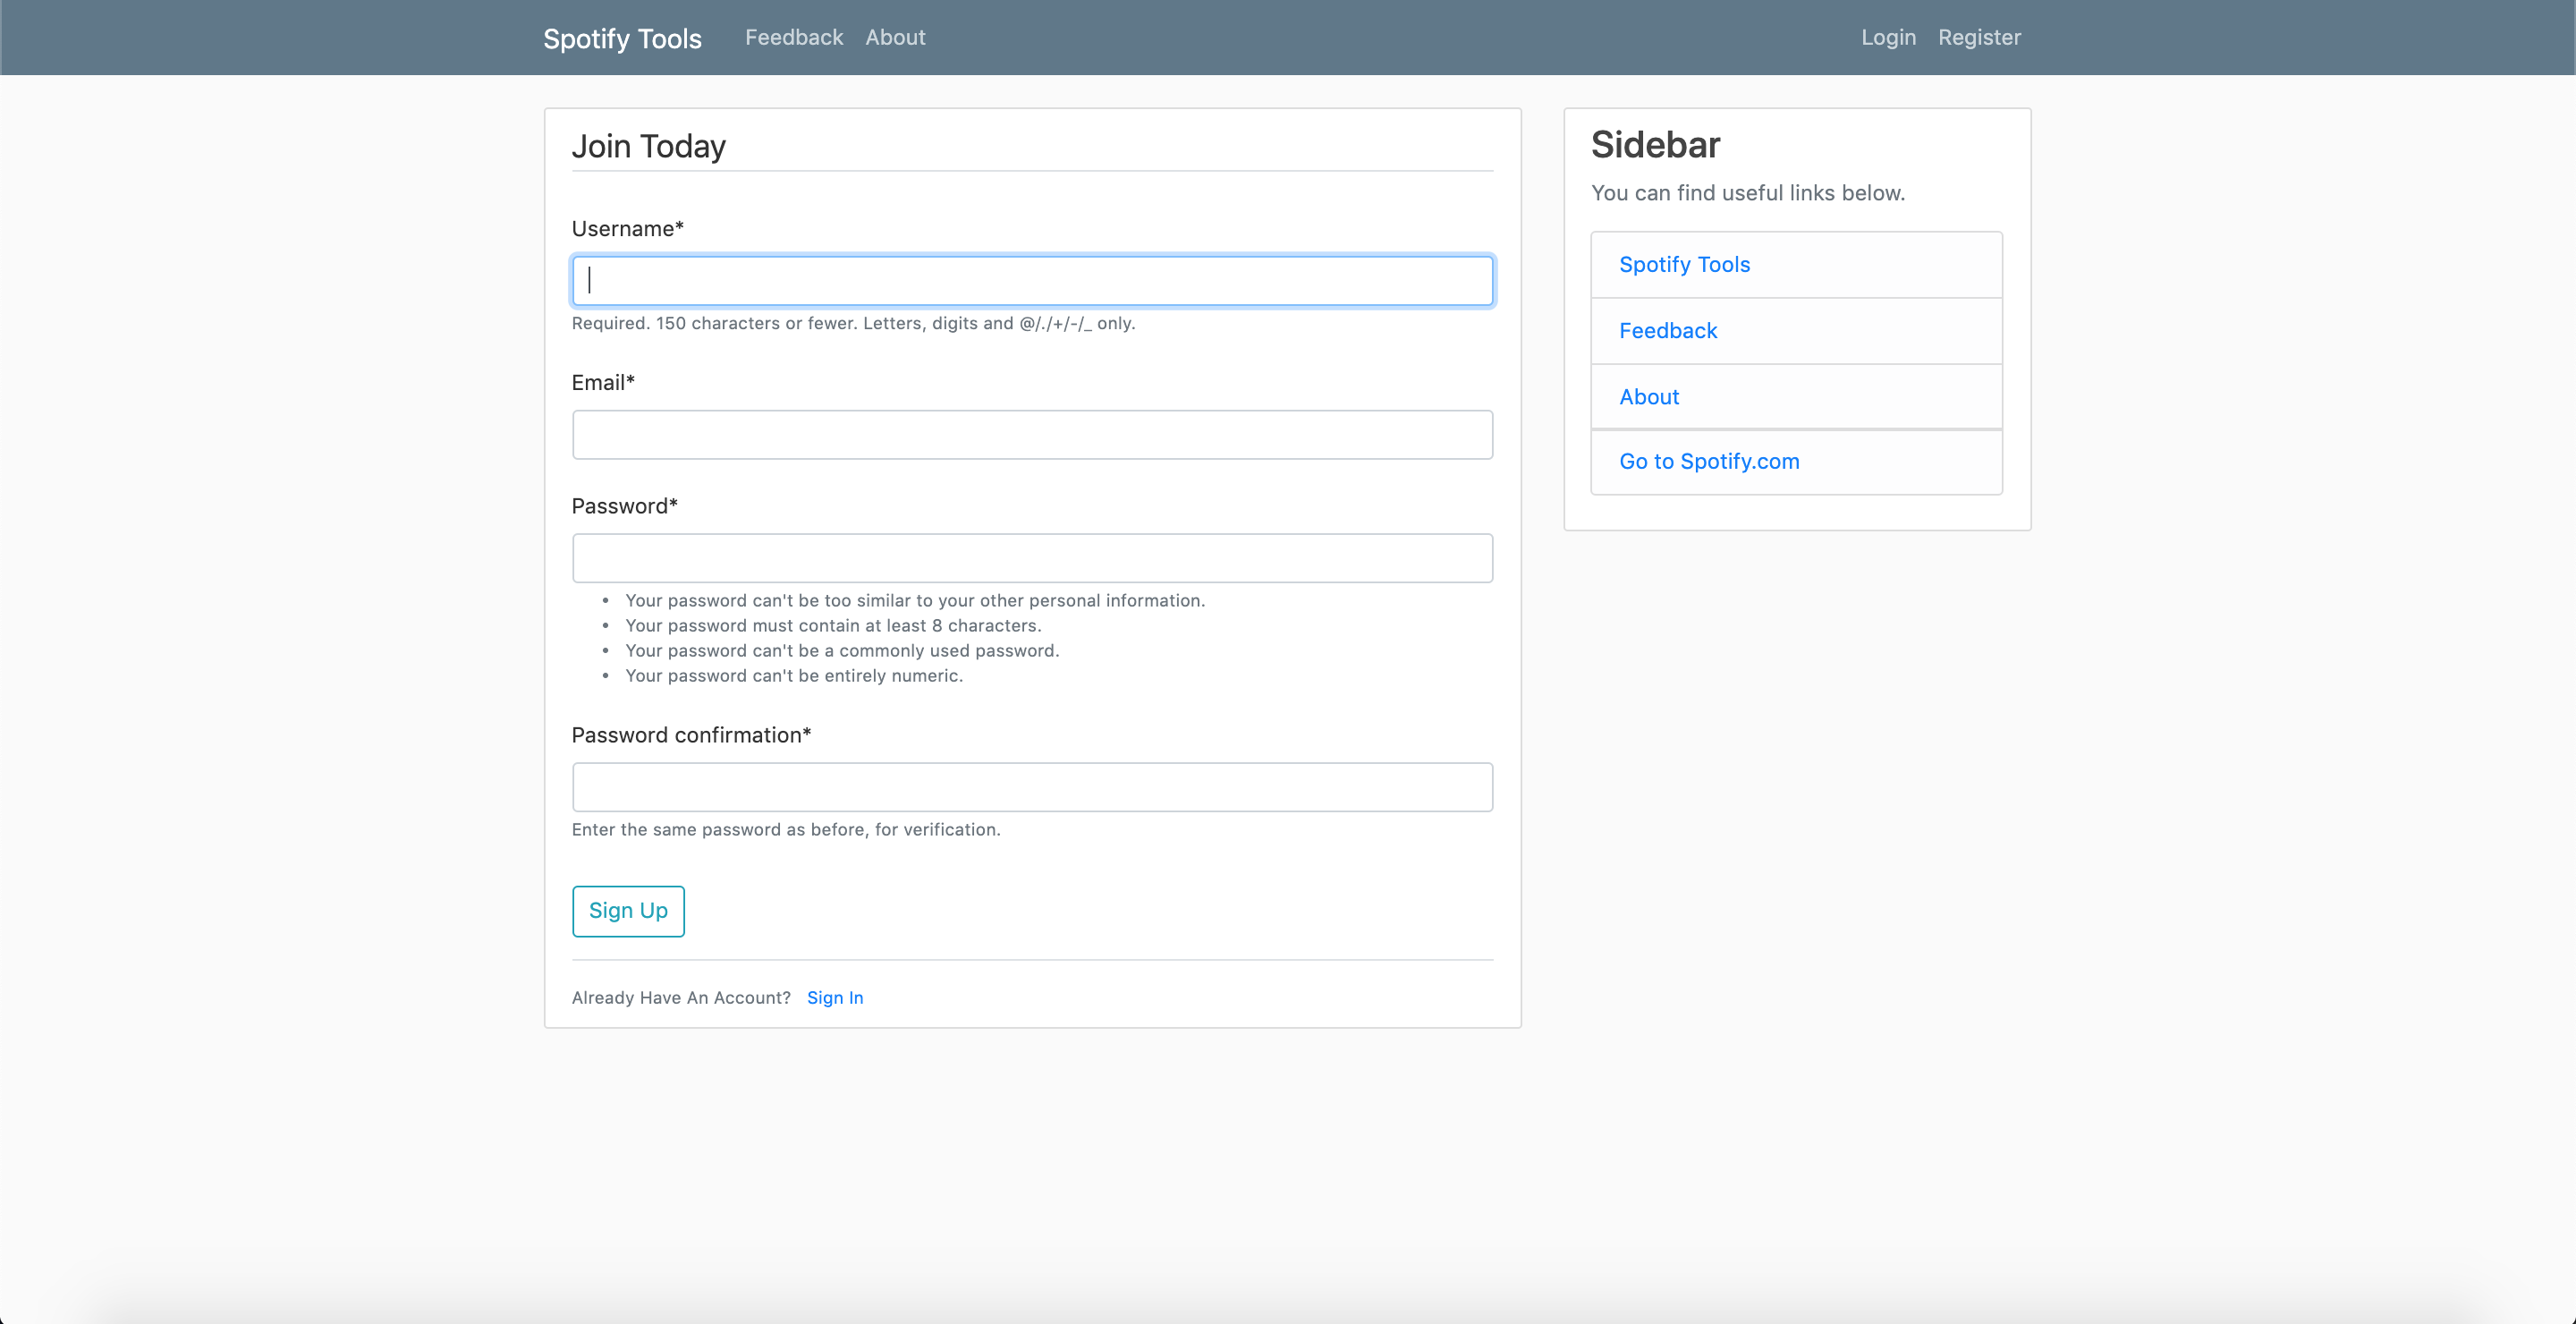 Spotify Tools Feedback About Login Register
Join Today
Username*
Required. 150 characters or fewer. Letters, digits and @/./+/-/_ only.
Email*
Password*
• Your password can't be too similar to your other personal information.
• Your password must contain at least 8 characters.
• Your password can't be a commonly used password.
• Your password can't be entirely numeric.
Password confirmation*
Enter the same password as before, for verification.
Sign Up
Already Have An Account? Sign In
Sidebar
You can find useful links below.
Spotify Tools
Feedback
About
Go to Spotify.com